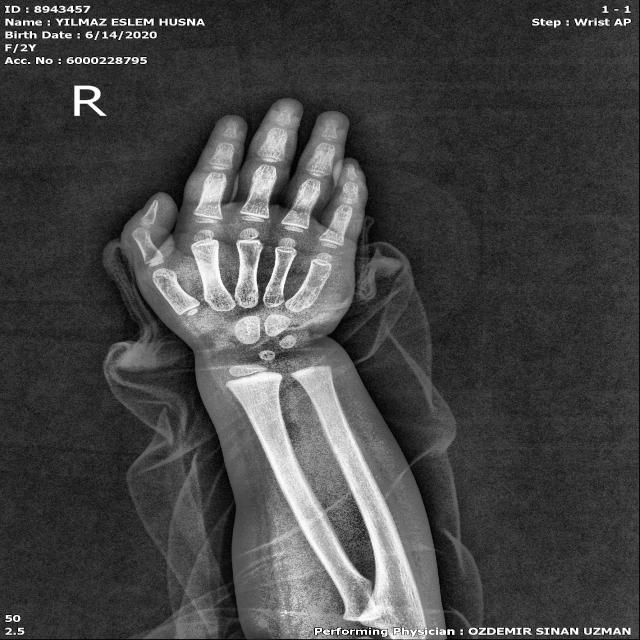 ID : 8943457
Name : YILMAZ ESLEM HUSNA
Birth Date : 6/14/2020
F/2Y
Acc. No : 6000228795
1 - 1
Step : Wrist AP
R
50
2.5
Performing Physician : OZDEMIR SINAN UZMAN